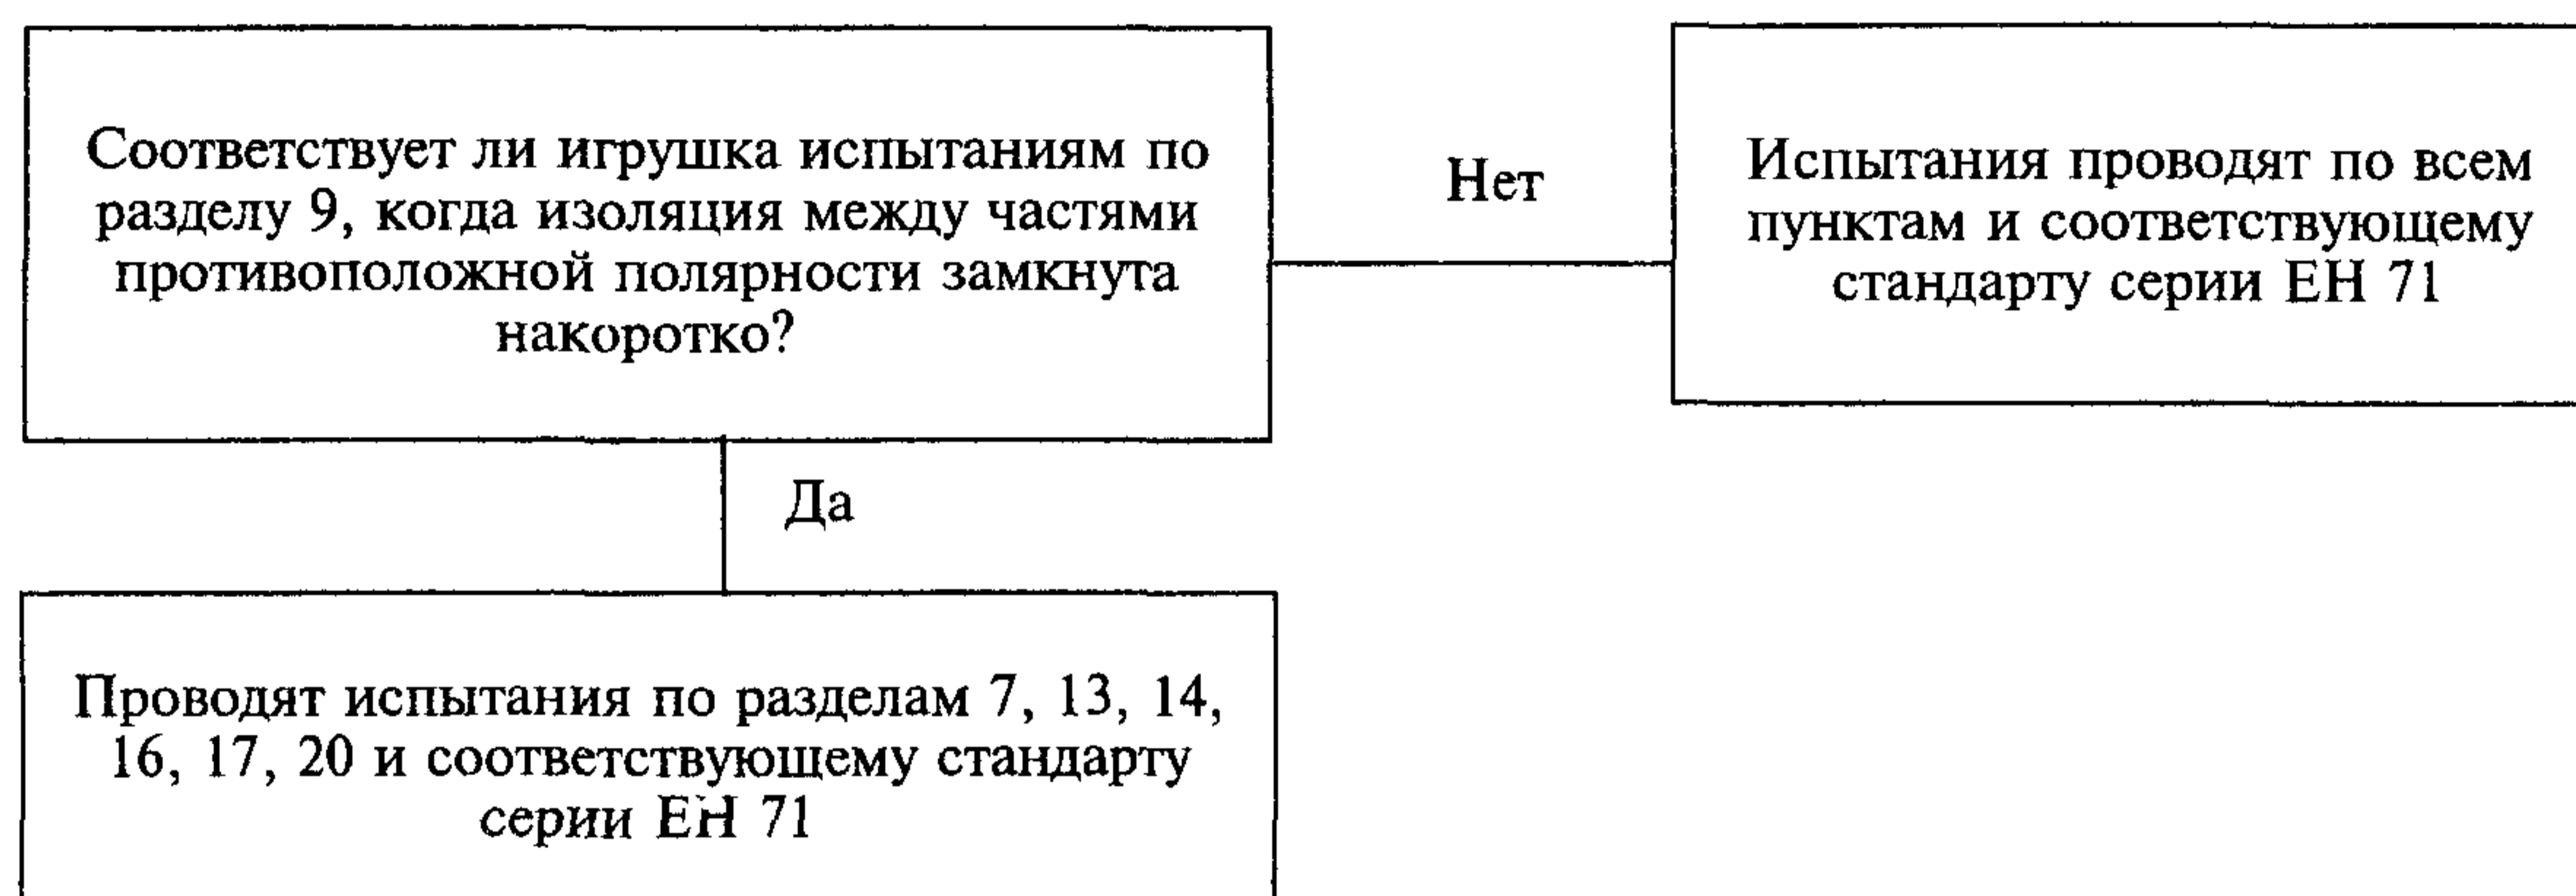 Соответствует ли игрушка испытаниям по
разделу 9, когда изоляция между частями
противоположной полярности замкнута
накоротко?
Нет
Испытания проводят по всем
пунктам и соответствующему
стандарту серии ЕН 71
Да
Проводят испытания по разделам 7, 13, 14,
16, 17, 20 и соответствующему стандарту
серии ЕН 71